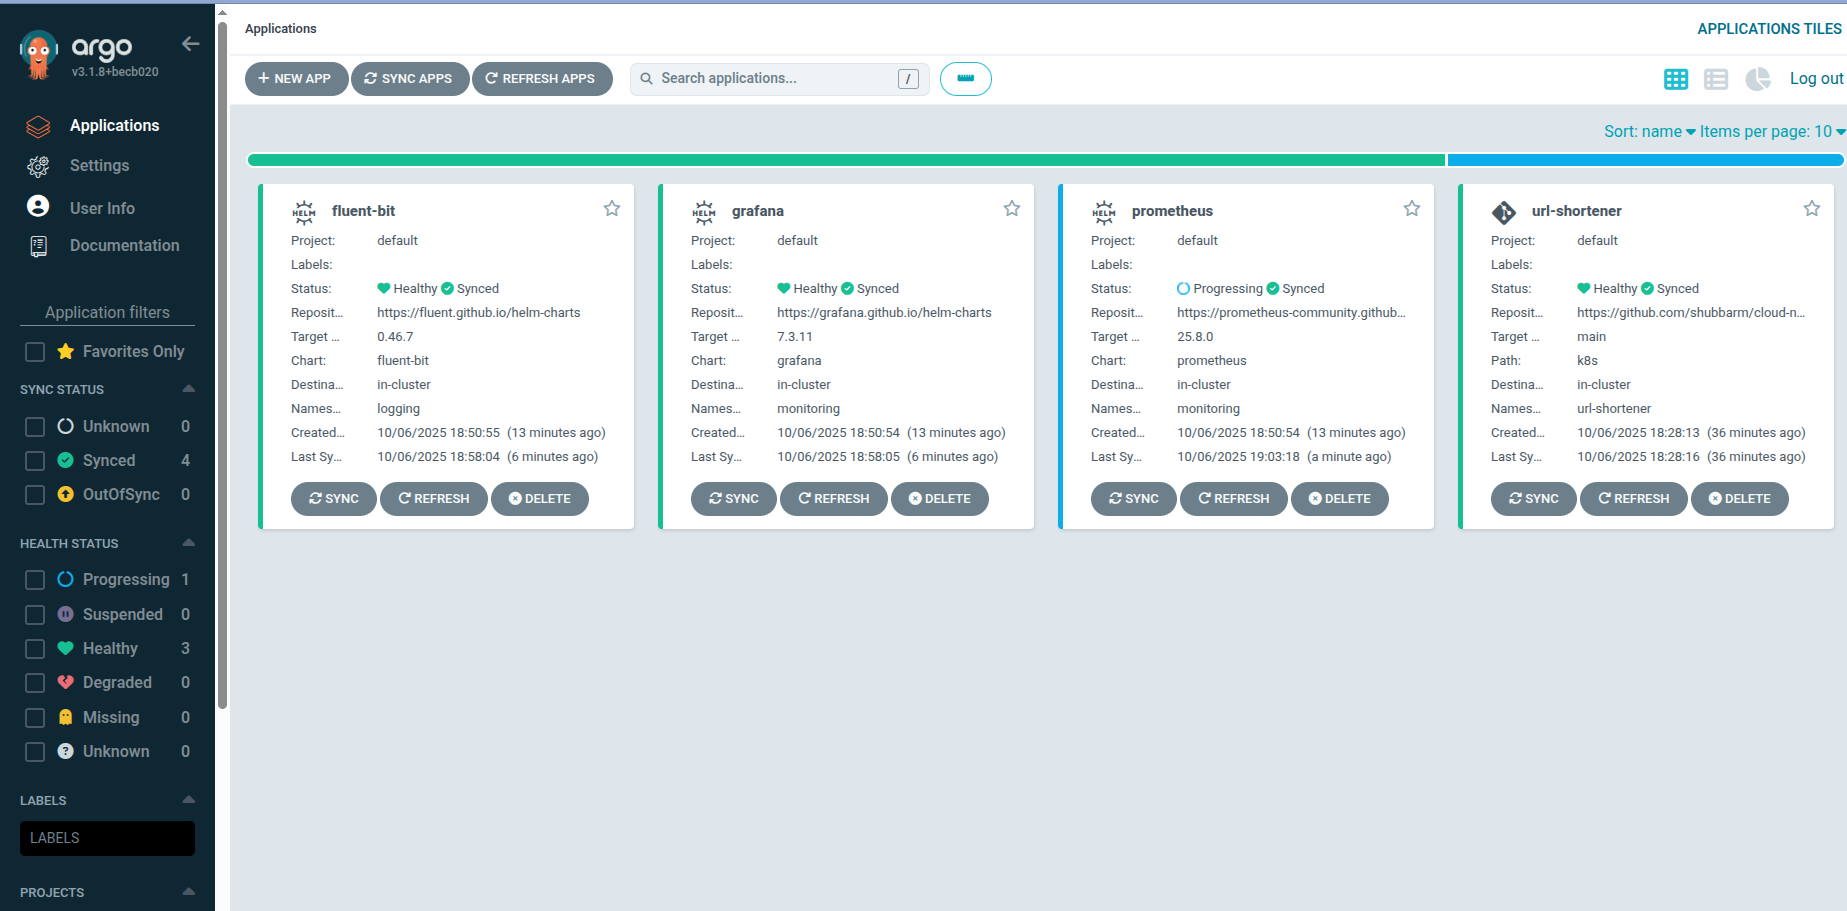 argo
v3.1.8+becb020
Applications
Settings
User Info
Documentation
Application filters
Favorites Only
SYNC STATUS
Unknown 0
Synced 4
OutOfSync 0
HEALTH STATUS
Progressing 1
Suspended 0
Healthy 3
Degraded 0
Missing 0
Unknown 0
LABELS
LABELS
PROJECTS
Applications
APPLICATIONS TILES
+ NEW APP SYNC APPS REFRESH APPS Search applications... / Log out
Sort: name Items per page: 10
HELM fluent-bit
Project: default
Labels:
Status: Healthy Synced
Reposit... https://fluent.github.io/helm-charts
Target ... 0.46.7
Chart: fluent-bit
Destina... in-cluster
Names... logging
Created... 10/06/2025 18:50:55 (13 minutes ago)
Last Sy... 10/06/2025 18:58:04 (6 minutes ago)
SYNC REFRESH DELETE
HELM grafana
Project: default
Labels:
Status: Healthy Synced
Reposit... https://grafana.github.io/helm-charts
Target ... 7.3.11
Chart: grafana
Destina... in-cluster
Names... monitoring
Created... 10/06/2025 18:50:54 (13 minutes ago)
Last Sy... 10/06/2025 18:58:05 (6 minutes ago)
SYNC REFRESH DELETE
HELM prometheus
Project: default
Labels:
Status: Progressing Synced
Reposit... https://prometheus-community.github...
Target ... 25.8.0
Chart: prometheus
Destina... in-cluster
Names... monitoring
Created... 10/06/2025 18:50:54 (13 minutes ago)
Last Sy... 10/06/2025 19:03:18 (a minute ago)
SYNC REFRESH DELETE
url-shortener
Project: default
Labels:
Status: Healthy Synced
Reposit... https://github.com/shubbarm/cloud-n...
Target ... main
Path: k8s
Destina... in-cluster
Names... url-shortener
Created... 10/06/2025 18:28:13 (36 minutes ago)
Last Sy... 10/06/2025 18:28:16 (36 minutes ago)
SYNC REFRESH DELETE